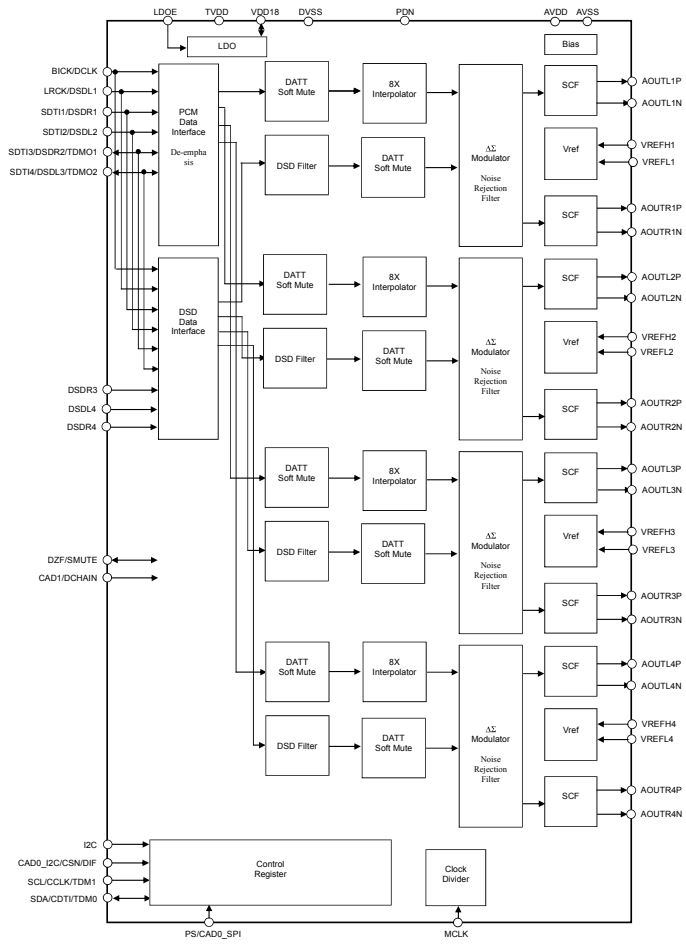 LDOE TVDD VDD18 DVSS PDN AVDD AVSS
LDO
Bias
BICK/DCLK
LRCK/DSDL1
SDTI1/DSDR1
SDTI2/DSDL2
SDTI3/DSDR2/TDMO1
SDTI4/DSDL3/TDMO2
PCM
Data
Interface
De-empha
sis
DATT
Soft Mute
8X
Interpolator
DSD Filter
DATT
Soft Mute
ΔΣ
Modulator
Noise
Rejection
Filter
SCF
Vref
SCF
AOUTL1P
AOUTL1N
VREFH1
VREFL1
AOUTR1P
AOUTR1N
DSD
Data
Interface
DSDR3
DSDL4
DSDR4
DATT
Soft Mute
8X
Interpolator
DSD Filter
DATT
Soft Mute
ΔΣ
Modulator
Noise
Rejection
Filter
SCF
Vref
SCF
AOUTL2P
AOUTL2N
VREFH2
VREFL2
AOUTR2P
AOUTR2N
DZF/SMUTE
CAD1/DCHAIN
DATT
Soft Mute
8X
Interpolator
DSD Filter
DATT
Soft Mute
ΔΣ
Modulator
Noise
Rejection
Filter
SCF
Vref
SCF
AOUTL3P
AOUTL3N
VREFH3
VREFL3
AOUTR3P
AOUTR3N
DATT
Soft Mute
8X
Interpolator
DSD Filter
DATT
Soft Mute
ΔΣ
Modulator
Noise
Rejection
Filter
SCF
Vref
SCF
AOUTL4P
AOUTL4N
VREFH4
VREFL4
AOUTR4P
AOUTR4N
I2C
CAD0_I2C/CSN/DIF
SCL/CCLK/TDM1
SDA/CDTI/TDM0
Control
Register
Clock
Divider
PS/CAD0_SPI
MCLK